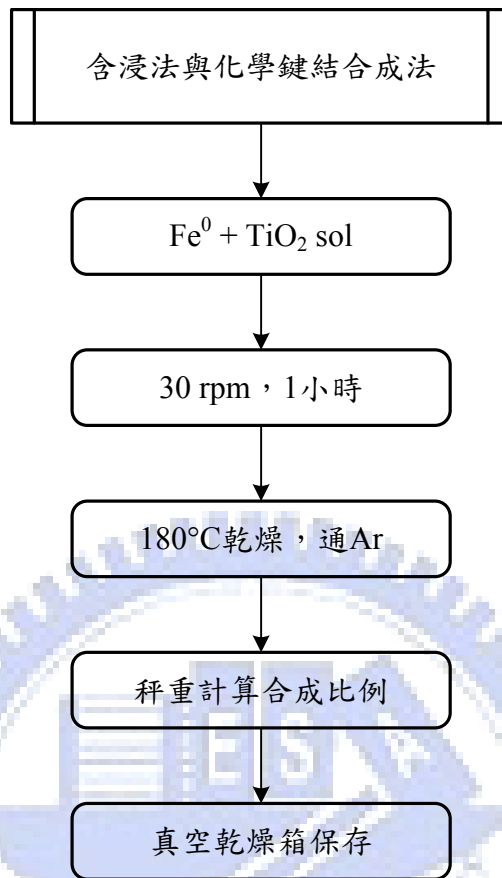 含浸法與化學鍵結合成法
Fe⁰ + TiO₂ sol
30 rpm，1小時
180°C乾燥，通Ar
秤重計算合成比例
真空乾燥箱保存